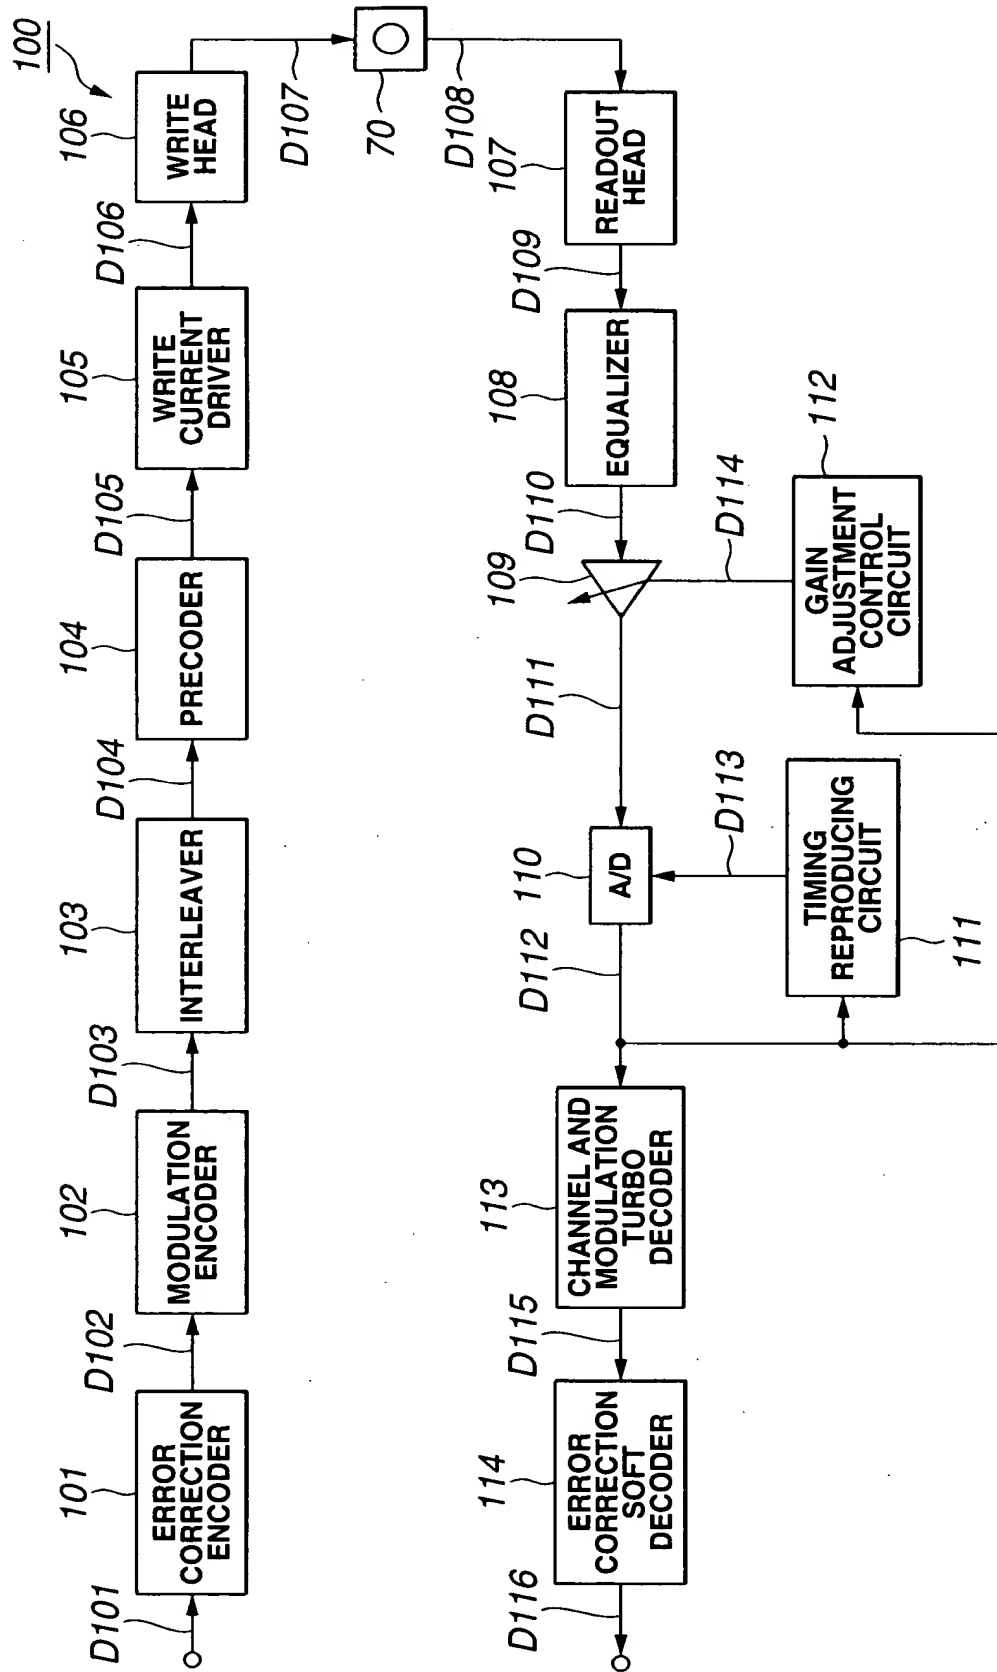 100
D101
101
ERROR
CORRECTION
ENCODER
D102
102
MODULATION
ENCODER
D103
103
INTERLEAVER
D104
104
PRECODER
D105
105
WRITE
CURRENT
DRIVER
D106
106
WRITE
HEAD
D107
70
D108
107
READOUT
HEAD
D109
108
EQUALIZER
D110
109
D111
D114
112
GAIN
ADJUSTMENT
CONTROL
CIRCUIT
110
A/D
D113
TIMING
REPRODUCING
CIRCUIT
111
D112
113
CHANNEL AND
MODULATION
TURBO
DECODER
D115
114
ERROR
CORRECTION
SOFT
DECODER
D116